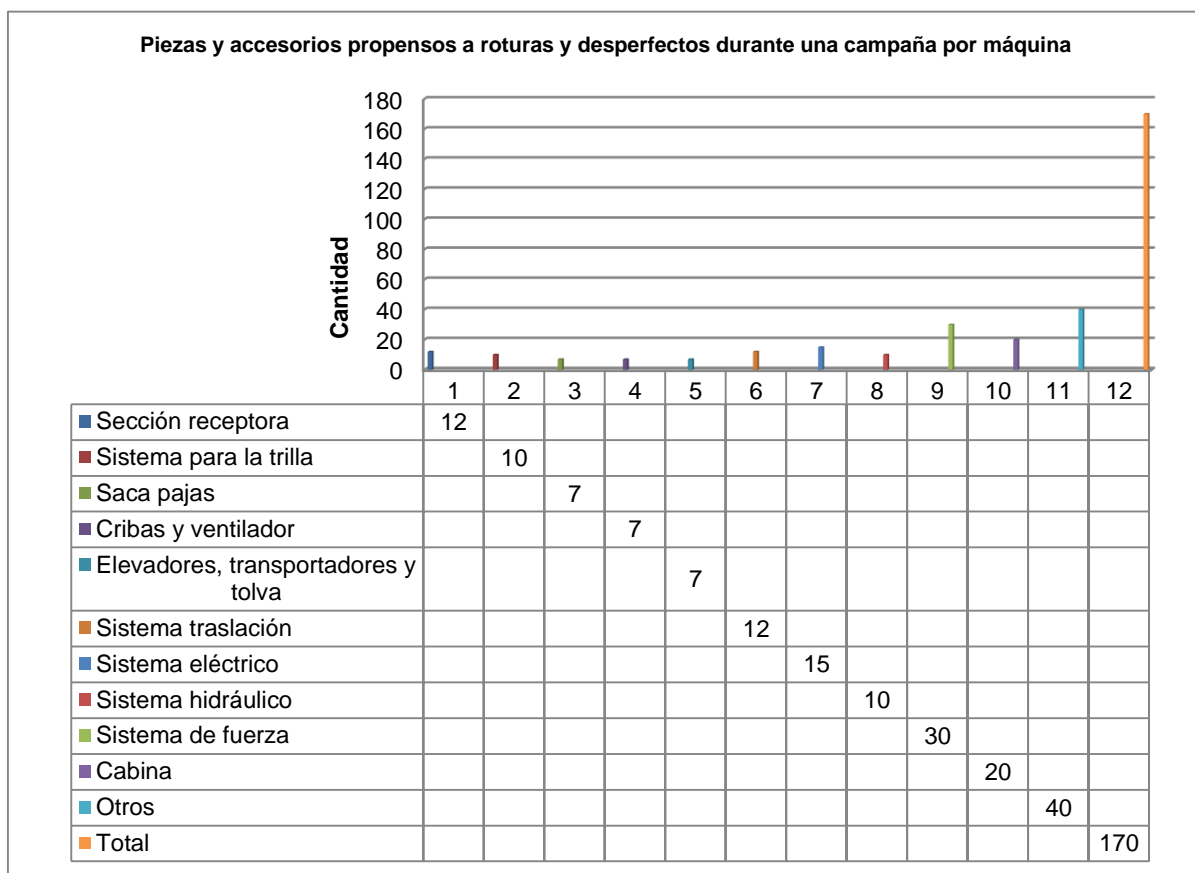 Piezas y accesorios propensos a roturas y desperfectos durante una campaña por máquina
Cantidad
180
160
140
120
100
80
60
40
20
0
1 2 3 4 5 6 7 8 9 10 11 12
Sección receptora 12
Sistema para la trilla 10
Saca pajas 7
Cribas y ventilador 7
Elevadores, transportadores y
tolva 7
Sistema traslación 12
Sistema eléctrico 15
Sistema hidráulico 10
Sistema de fuerza 30
Cabina 20
Otros 40
Total 170